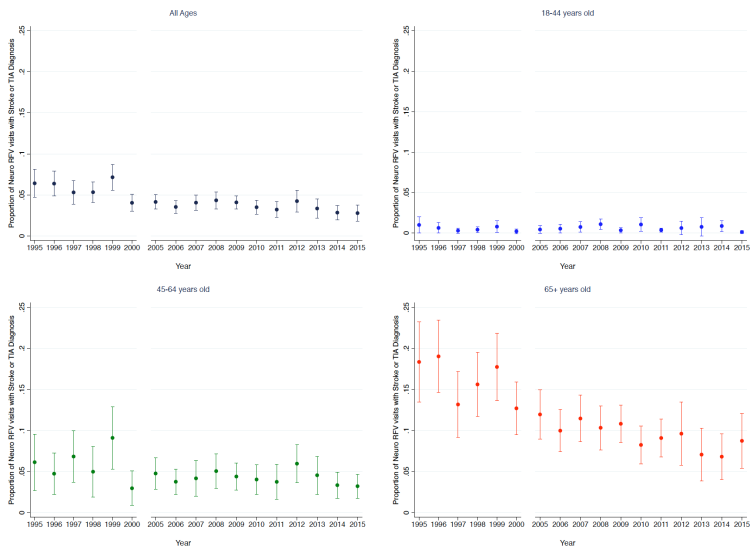 All Ages
Proportion of Neuro RFV visits with Stroke or TIA Diagnosis
.25
.2
.15
.1
.05
0
1995 1996 1997 1998 1999 2000 2005 2006 2007 2008 2009 2010 2011 2012 2013 2014 2015
Year
18-44 years old
Proportion of Neuro RFV visits with Stroke or TIA Diagnosis
.25
.2
.15
.1
.05
0
1995 1996 1997 1998 1999 2000 2005 2006 2007 2008 2009 2010 2011 2012 2013 2014 2015
Year
45-64 years old
Proportion of Neuro RFV visits with Stroke or TIA Diagnosis
.25
.2
.15
.1
.05
0
1995 1996 1997 1998 1999 2000 2005 2006 2007 2008 2009 2010 2011 2012 2013 2014 2015
Year
65+ years old
Proportion of Neuro RFV visits with Stroke or TIA Diagnosis
.25
.2
.15
.1
.05
0
1995 1996 1997 1998 1999 2000 2005 2006 2007 2008 2009 2010 2011 2012 2013 2014 2015
Year